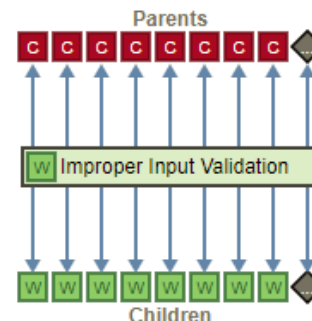 Parents
C C C C C C C C ...
W Improper Input Validation
W W W W W W W W ...
Children